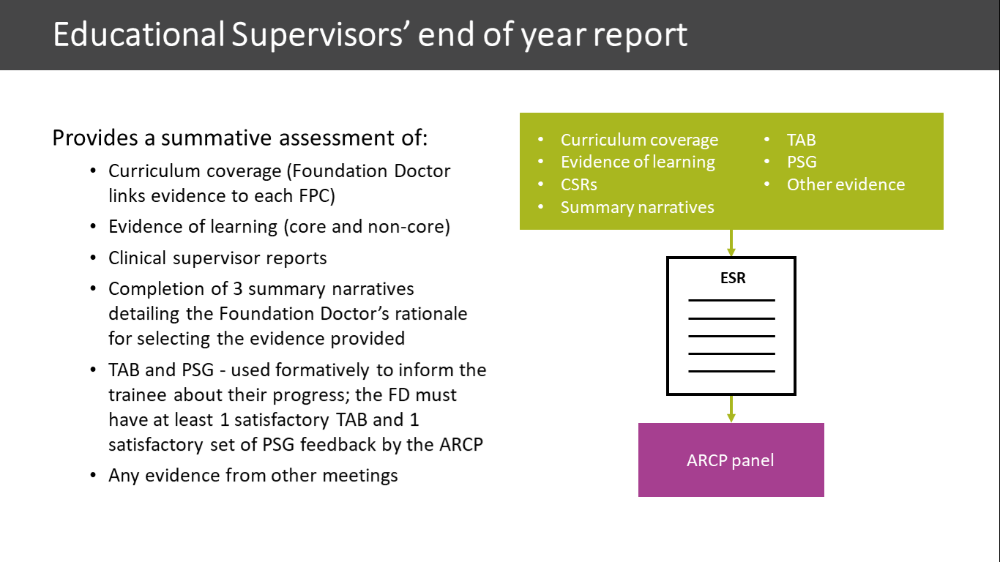 Educational Supervisors’ end of year report
Provides a summative assessment of:
• Curriculum coverage (Foundation Doctor
links evidence to each FPC)
• Evidence of learning (core and non-core)
• Clinical supervisor reports
• Completion of 3 summary narratives
detailing the Foundation Doctor’s rationale
for selecting the evidence provided
• TAB and PSG - used formatively to inform the
trainee about their progress; the FD must
have at least 1 satisfactory TAB and 1
satisfactory set of PSG feedback by the ARCP
• Any evidence from other meetings
• Curriculum coverage
• Evidence of learning
• CSRs
• Summary narratives
• TAB
• PSG
• Other evidence
ESR
ARCP panel